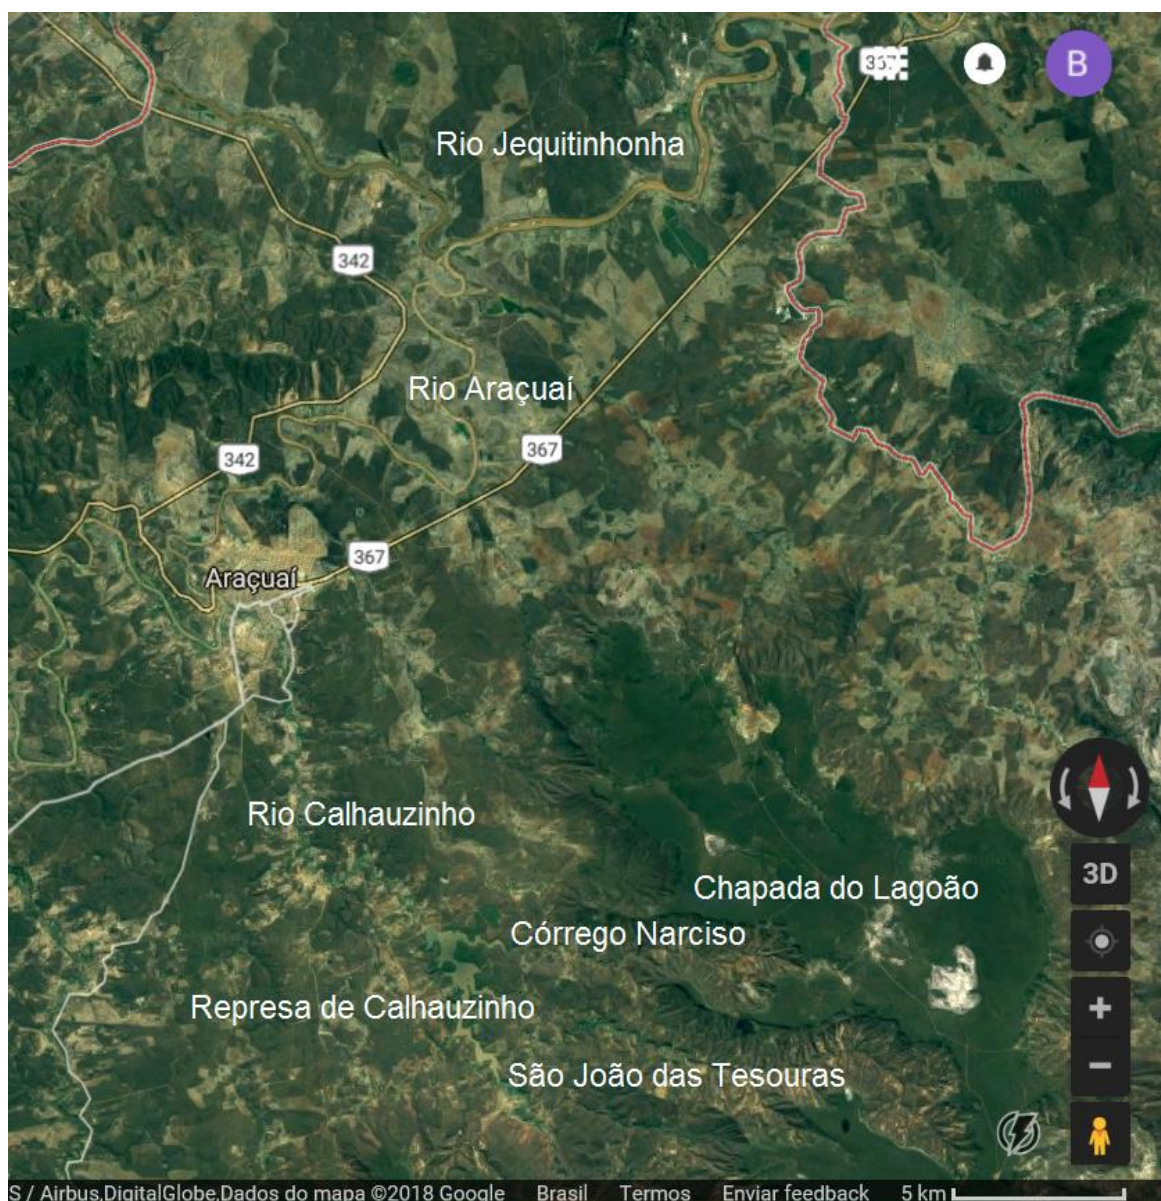 367
B
Rio Jequitinhonha
342
Rio Araçuaí
367
342
367
Araçuaí
Rio Calhauzinho
3D
Chapada do Lagoão
Córrego Narciso
Represa de Calhauzinho
São João das Tesouras
S / Airbus,DigitalGlobe,Dados do mapa ©2018 Google Brasil Termos Enviar feedback 5 km